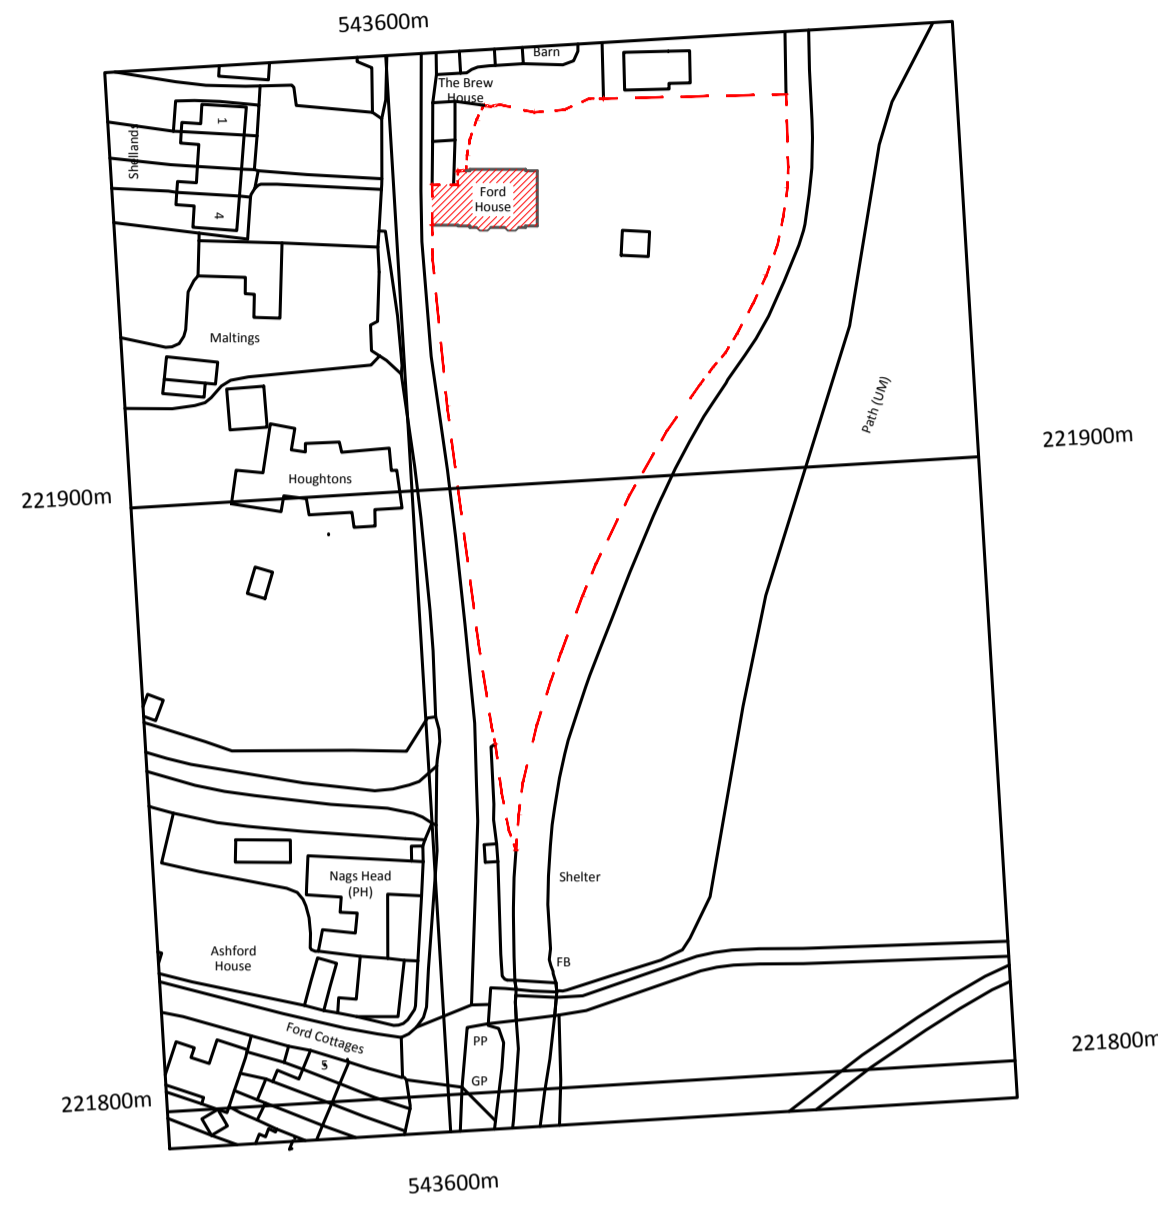 543600m
Barn
The Brew
House
1
Shellands
Ford
House
4
Maltings
Path (UM)
221900m
Houghtons
221900m
Nags Head
(PH)
Shelter
Ashford
House
FB
Ford Cottages
PP
221800m
5
GP
221800m
543600m